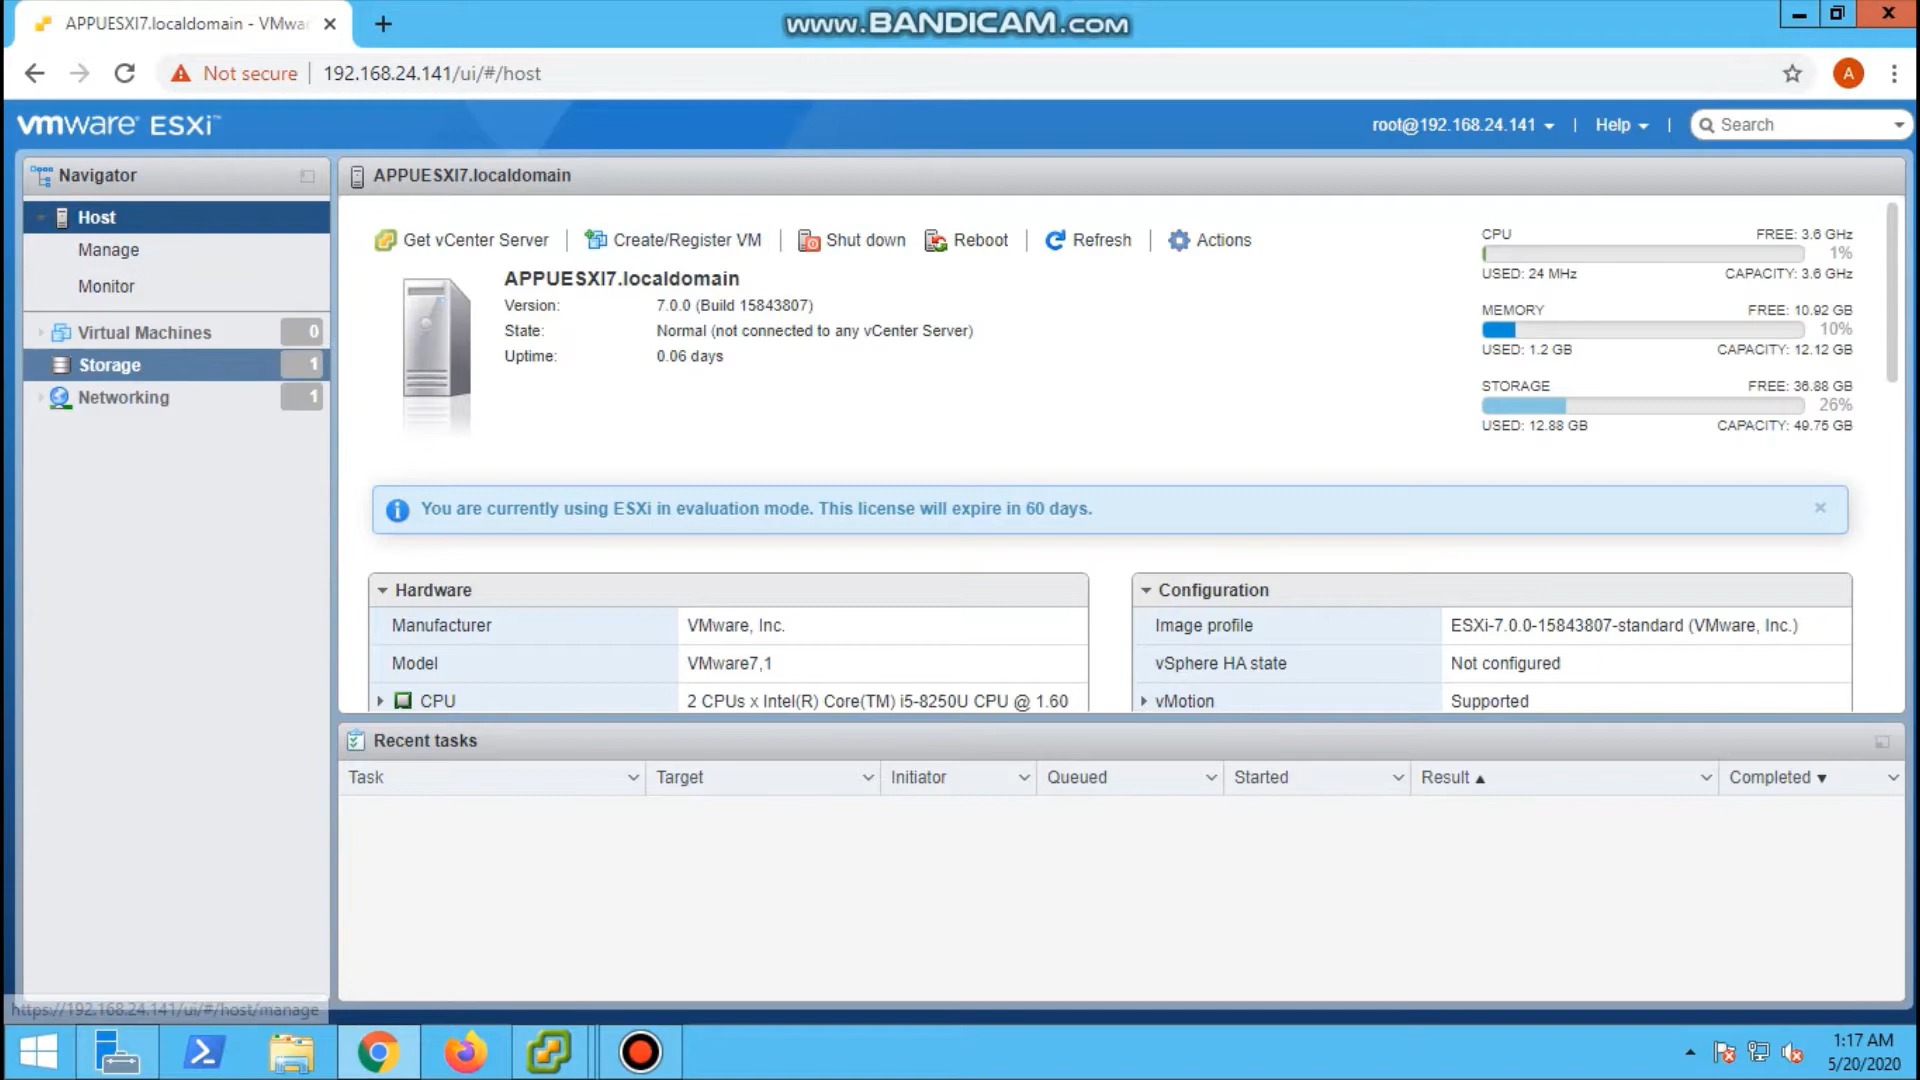 APPUESXI7.localdomain - VMwar
www.BANDICAM.com
Not secure
192.168.24.141/ui/#/host
A
vmware ESXi™
root@192.168.24.141
Help
Search
Navigator
Host
Manage
Monitor
Virtual Machines 0
Storage 1
Networking 1
APPUESXI7.localdomain
Get vCenter Server
Create/Register VM
Shut down
Reboot
Refresh
Actions
APPUESXI7.localdomain
Version: 7.0.0 (Build 15843807)
State: Normal (not connected to any vCenter Server)
Uptime: 0.06 days
CPU FREE: 3.6 GHz
1%
USED: 24 MHz CAPACITY: 3.6 GHz
MEMORY FREE: 10.92 GB
10%
USED: 1.2 GB CAPACITY: 12.12 GB
STORAGE FREE: 36.88 GB
26%
USED: 12.88 GB CAPACITY: 49.75 GB
You are currently using ESXi in evaluation mode. This license will expire in 60 days.
Hardware
Manufacturer VMware, Inc.
Model VMware7,1
CPU 2 CPUs x Intel(R) Core(TM) i5-8250U CPU @ 1.60
Configuration
Image profile ESXi-7.0.0-15843807-standard (VMware, Inc.)
vSphere HA state Not configured
vMotion Supported
Recent tasks
Task Target Initiator Queued Started Result Completed
https://192.168.24.141/ui/#/host/manage
1:17 AM
5/20/2020